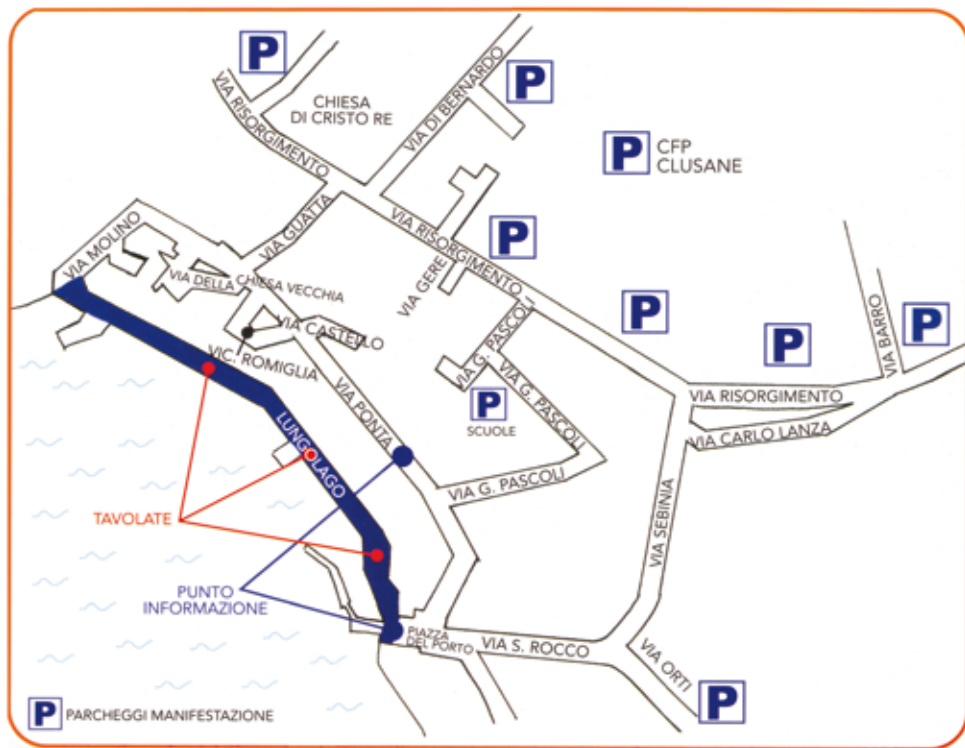 P
P
CHIESA
DI CRISTO RE
VIA DI BERNARDO
VIA RISORGIMENTO
P
CFP
CLUSANE
VIA MOLINO
VIA GUATTA
VIA RISORGIMENTO
P
VIA DELLA CHIESA VECCHIA
VIA GERE
VIA CASTELLO
VIC. ROMIGLIA
VIA G. PASCOLI
P
P
P
VIA BARRO
VIA G. PASCOLI
VIA G. PASCOLI
VIA PONTA
P
SCUOLE
VIA RISORGIMENTO
VIA CARLO LANZA
LUNGOLAGO
VIA G. PASCOLI
TAVOLATE
VIA SEBINIA
PUNTO
INFORMAZIONE
PIAZZA
DEL PORTO
VIA S. ROCCO
VIA ORTI
P
P PARCHEGGI MANIFESTAZIONE